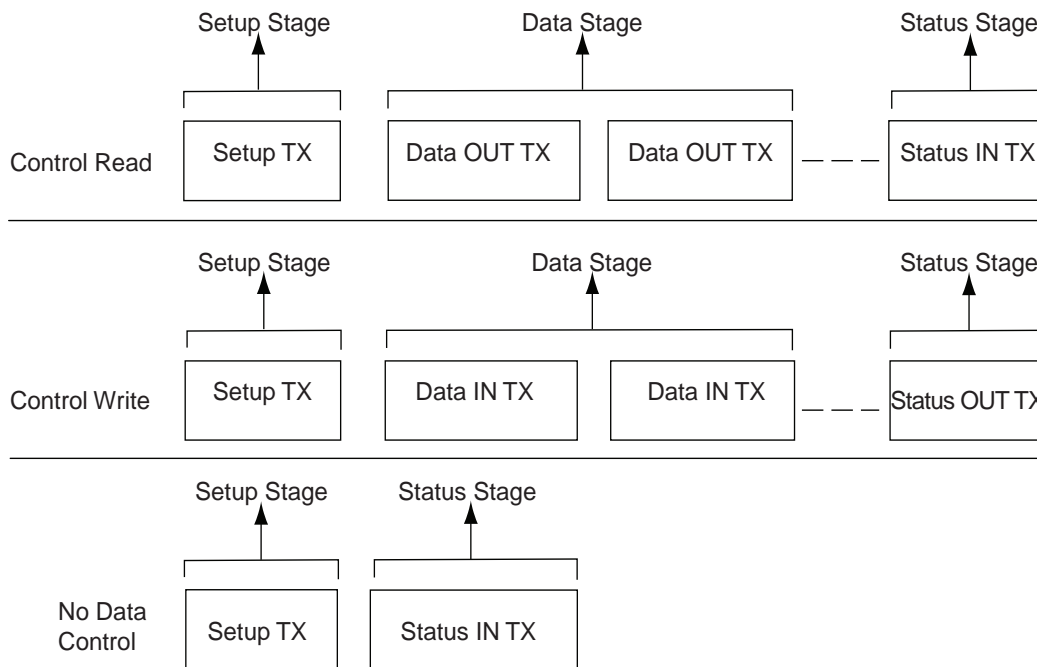 Setup Stage Data Stage Status Stage
Control Read Setup TX Data OUT TX Data OUT TX Status IN TX
Setup Stage Data Stage Status Stage
Control Write Setup TX Data IN TX Data IN TX Status OUT TX
Setup Stage Status Stage
No Data
Control Setup TX Status IN TX